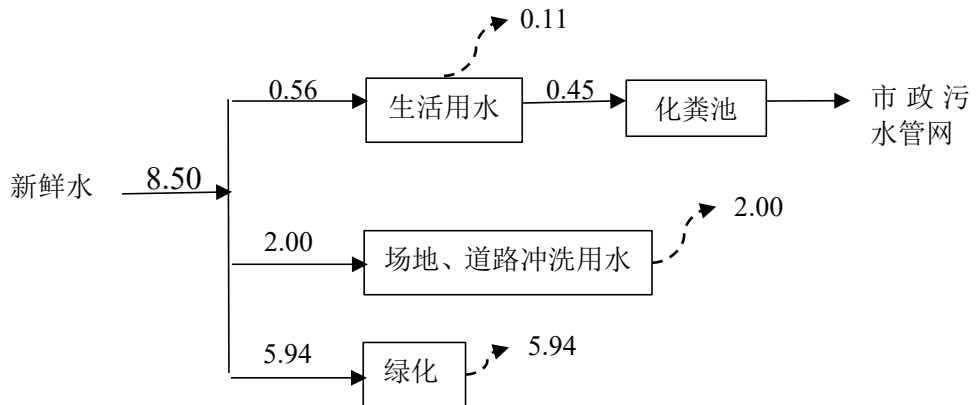 0.11
0.56
生活用水
0.45
化粪池
市政污
水管网
新鲜水
8.50
2.00
2.00
场地、道路冲洗用水
5.94
绿化
5.94